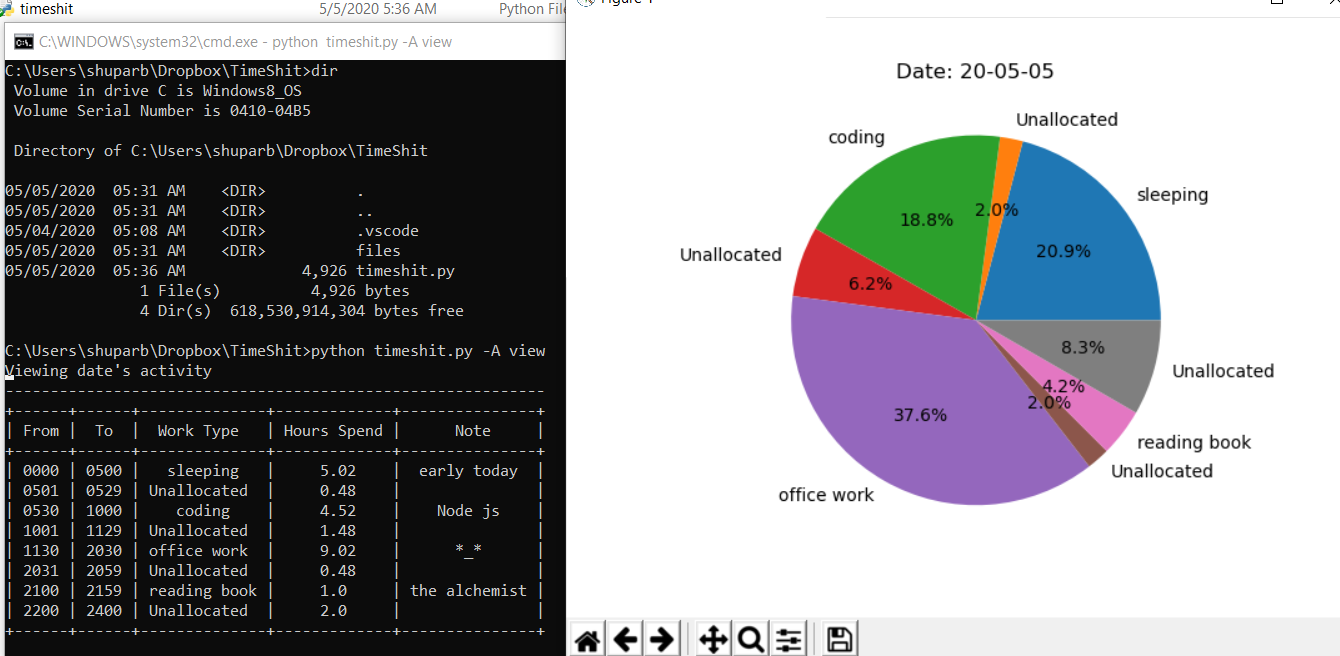 timeshit 5/5/2020 5:36 AM Python File
C:\WINDOWS\system32\cmd.exe - python  timeshit.py -A view
C:\Users\shuparb\Dropbox\TimeShit>dir
 Volume in drive C is Windows8_OS
 Volume Serial Number is 0410-04B5
 Directory of C:\Users\shuparb\Dropbox\TimeShit
05/05/2020  05:31 AM    <DIR>          .
05/05/2020  05:31 AM    <DIR>          ..
05/04/2020  05:08 AM    <DIR>          .vscode
05/05/2020  05:31 AM    <DIR>          files
05/05/2020  05:36 AM             4,926 timeshit.py
               1 File(s)          4,926 bytes
               4 Dir(s)  618,530,914,304 bytes free
C:\Users\shuparb\Dropbox\TimeShit>python timeshit.py -A view
Viewing date's activity
------------------------------------------------------------
+------+------+--------------+-------------+---------------+
| From |  To  |  Work Type   | Hours Spend |      Note     |
+------+------+--------------+-------------+---------------+
| 0000 | 0500 |   sleeping   |     5.02    |  early today  |
| 0501 | 0529 | Unallocated  |     0.48    |               |
| 0530 | 1000 |    coding    |     4.52    |    Node js    |
| 1001 | 1129 | Unallocated  |     1.48    |               |
| 1130 | 2030 | office work  |     9.02    |      *_*      |
| 2031 | 2059 | Unallocated  |     0.48    |               |
| 2100 | 2159 | reading book |     1.0     | the alchemist |
| 2200 | 2400 | Unallocated  |     2.0     |               |
+------+------+--------------+-------------+---------------+
Date: 20-05-05
Unallocated
coding
sleeping
18.8%
2.0%
20.9%
Unallocated
6.2%
8.3%
Unallocated
4.2%
2.0%
37.6%
reading book
Unallocated
office work